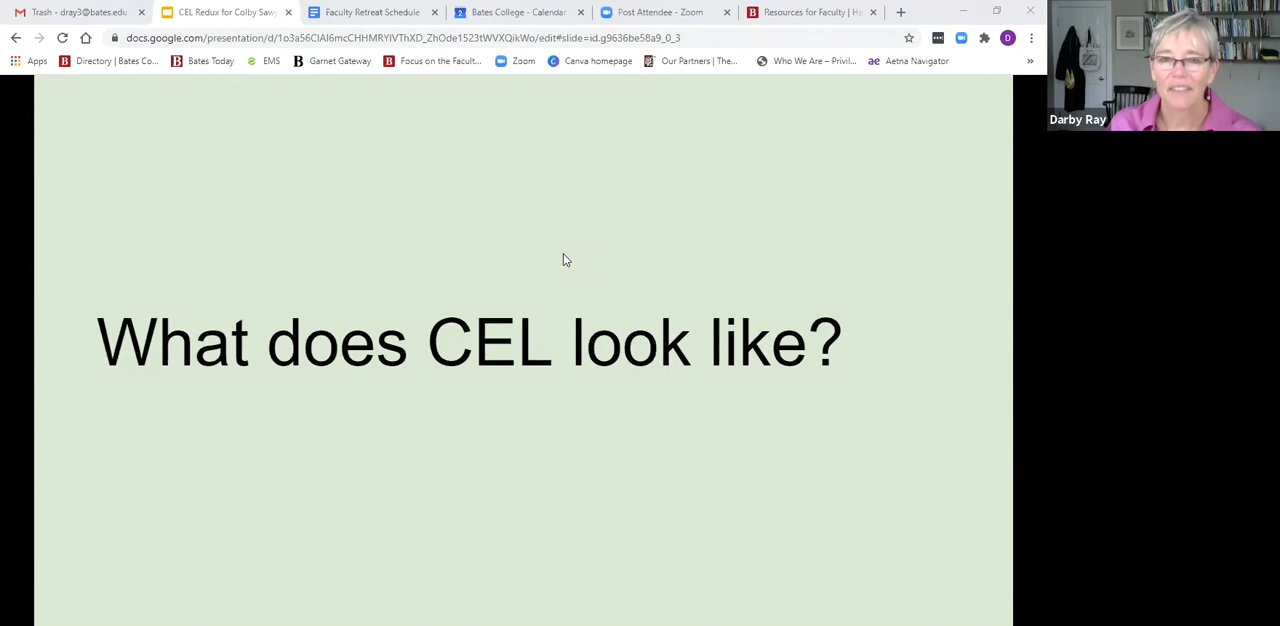 Trash - dray3@bates.edu
CEL Redux for Colby Sawy
Faculty Retreat Schedule
Bates College - Calendar
Post Attendee - Zoom
Resources for Faculty | Ha
docs.google.com/presentation/d/1o3a56ClAl6mcCHHMRYIVThXD_ZhOde1523tWVXQikWo/edit#slide=id.g9636be58a9_0_3
D
Apps
Directory | Bates Co...
Bates Today
EMS
Garnet Gateway
Focus on the Facult...
Zoom
Canva homepage
Our Partners | The...
Who We Are – Privil...
ae Aetna Navigator
»
Darby Ray
What does CEL look like?